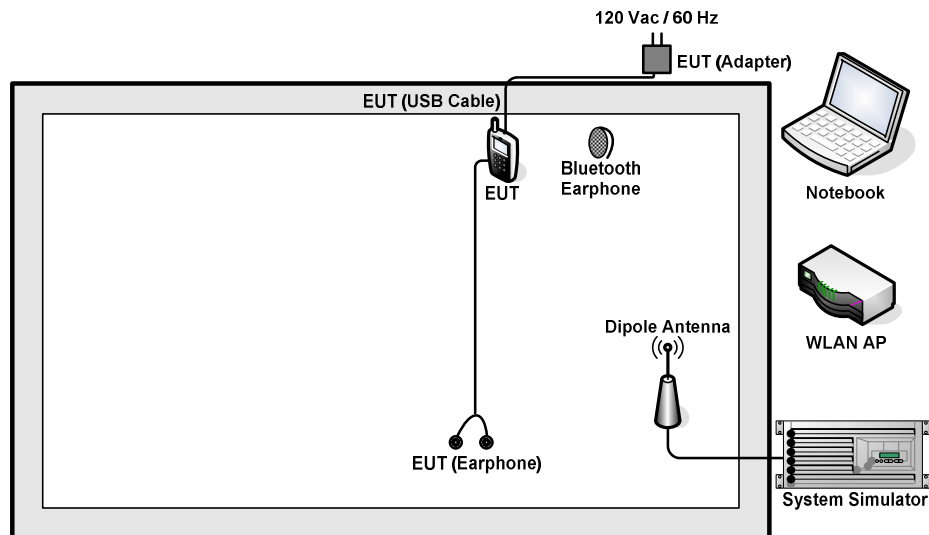 120 Vac / 60 Hz
EUT (Adapter)
EUT (USB Cable)
EUT
Bluetooth
Earphone
Notebook
WLAN AP
Dipole Antenna
EUT (Earphone)
System Simulator